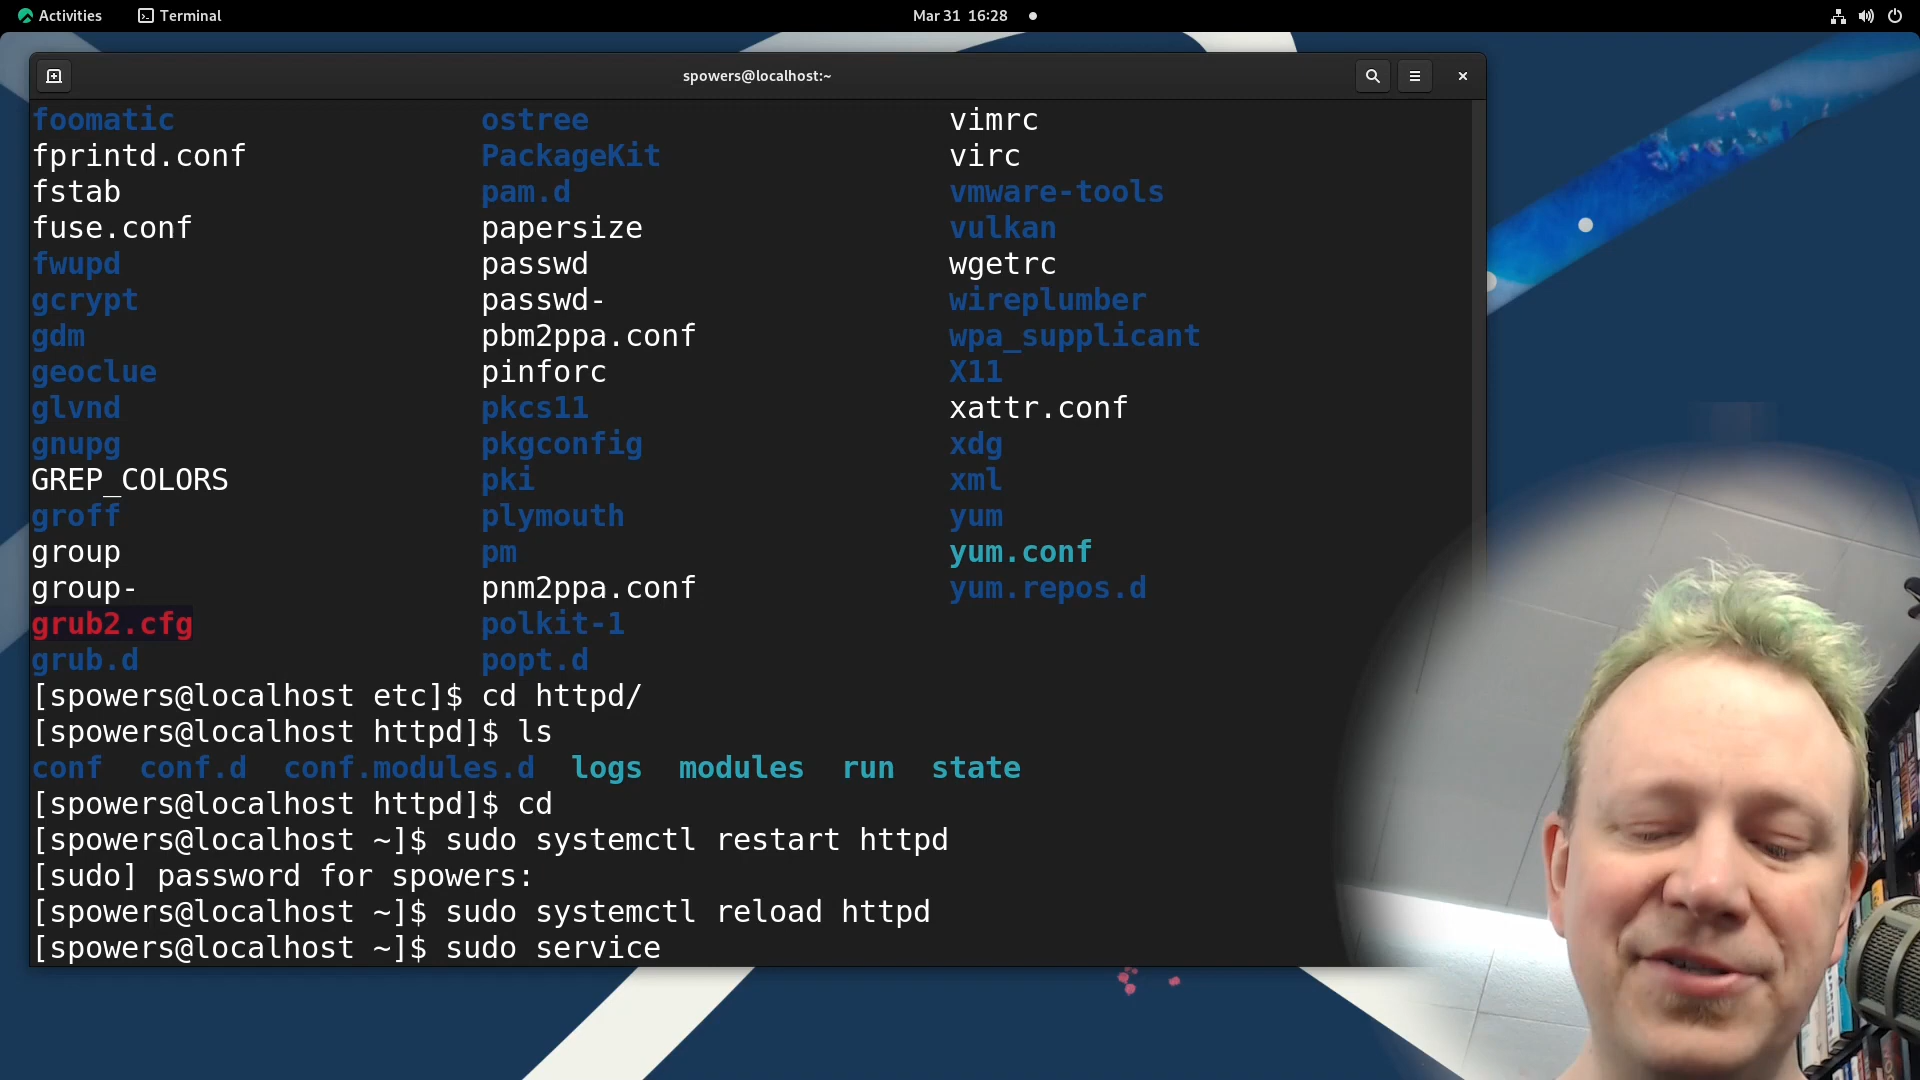 Activities Terminal Mar 31 16:28
spowers@localhost:~
foomatic ostree vimrc
fprintd.conf PackageKit virc
fstab pam.d vmware-tools
fuse.conf papersize vulkan
fwupd passwd wgetrc
gcrypt passwd- wireplumber
gdm pbm2ppa.conf wpa_supplicant
geoclue pinforc X11
glvnd pkcs11 xattr.conf
gnupg pkgconfig xdg
GREP_COLORS pki xml
groff plymouth yum
group pm yum.conf
group- pnm2ppa.conf yum.repos.d
grub2.cfg polkit-1
grub.d popt.d
[spowers@localhost etc]$ cd httpd/
[spowers@localhost httpd]$ ls
conf conf.d conf.modules.d logs modules run state
[spowers@localhost httpd]$ cd
[spowers@localhost ~]$ sudo systemctl restart httpd
[sudo] password for spowers:
[spowers@localhost ~]$ sudo systemctl reload httpd
[spowers@localhost ~]$ sudo service